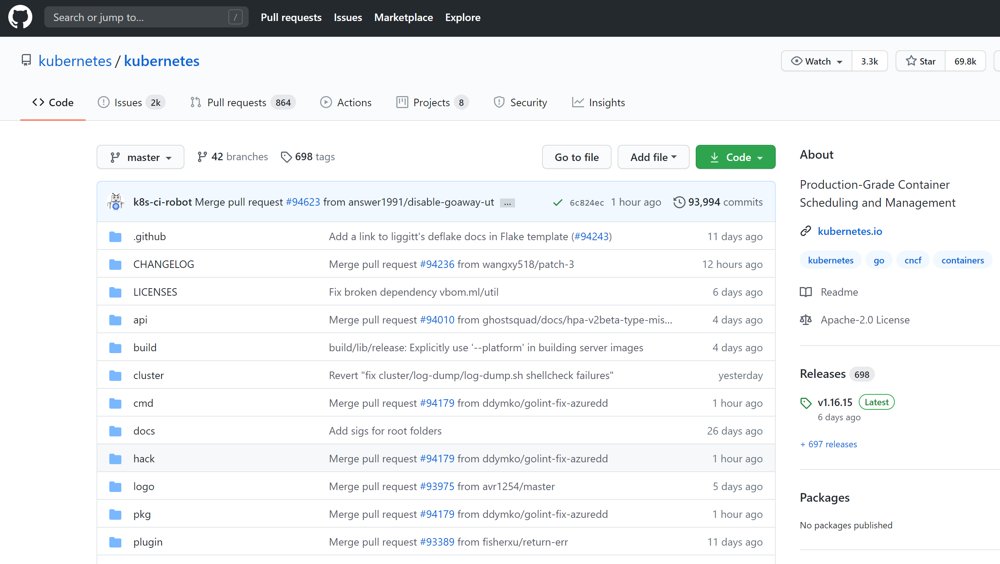 Search or jump to... /
Pull requests Issues Marketplace Explore
kubernetes / kubernetes
Watch 3.3k
Star 69.8k
Code
Issues 2k
Pull requests 864
Actions
Projects 8
Security
Insights
master
42 branches
698 tags
Go to file
Add file
Code
k8s-ci-robot Merge pull request #94623 from answer1991/disable-goaway-ut ... 6c824ec 1 hour ago 93,994 commits
.github Add a link to liggitt's deflake docs in Flake template (#94243) 11 days ago
CHANGELOG Merge pull request #94236 from wangxy518/patch-3 12 hours ago
LICENSES Fix broken dependency vbom.ml/util 6 days ago
api Merge pull request #94010 from ghostsquad/docs/hpa-v2beta-type-mis... 4 days ago
build build/lib/release: Explicitly use '--platform' in building server images 4 days ago
cluster Revert "fix cluster/log-dump/log-dump.sh shellcheck failures" yesterday
cmd Merge pull request #94179 from ddymko/golint-fix-azuredd 1 hour ago
docs Add sigs for root folders 26 days ago
hack Merge pull request #94179 from ddymko/golint-fix-azuredd 1 hour ago
logo Merge pull request #93975 from avr1254/master 5 days ago
pkg Merge pull request #94179 from ddymko/golint-fix-azuredd 1 hour ago
plugin Merge pull request #93389 from fisherxu/return-err 11 days ago
About
Production-Grade Container
Scheduling and Management
kubernetes.io
kubernetes go cncf containers
Readme
Apache-2.0 License
Releases 698
v1.16.15 Latest
6 days ago
+ 697 releases
Packages
No packages published